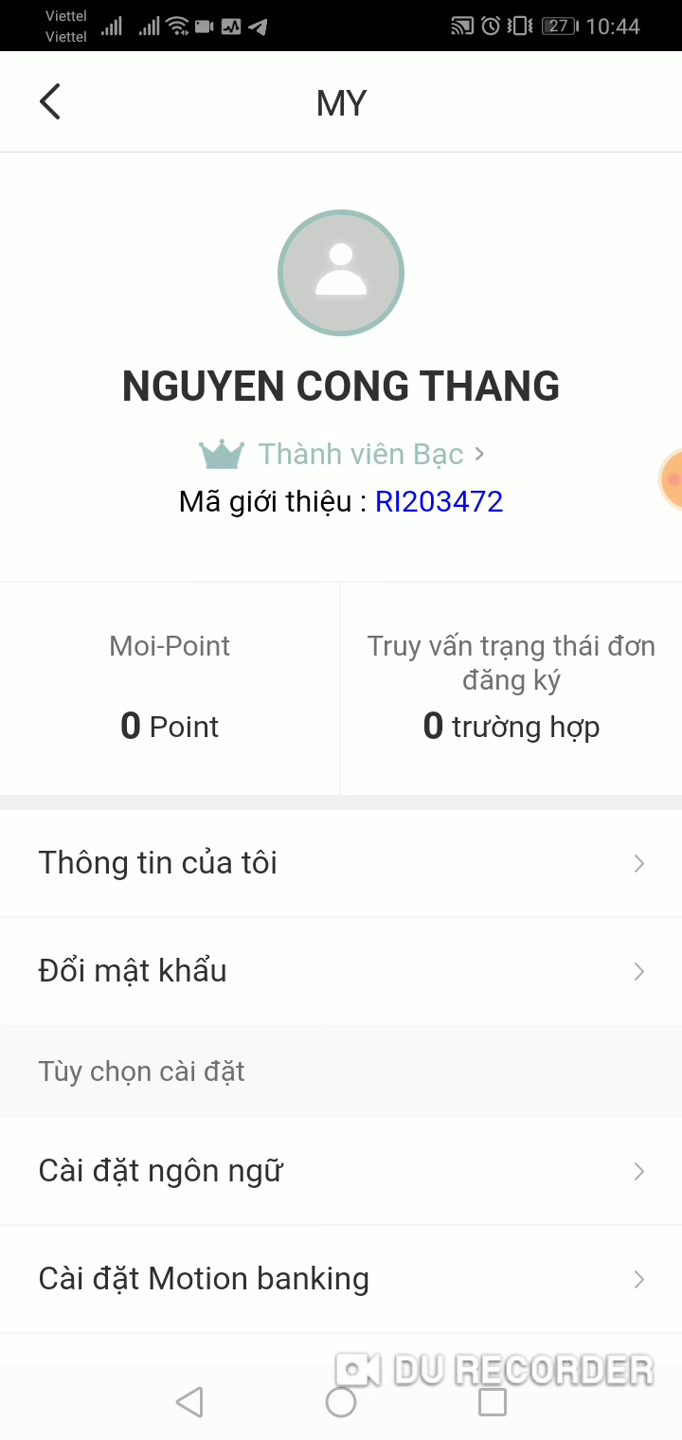 Viettel
Viettel
27
10:44
MY
NGUYEN CONG THANG
Thành viên Bạc
Mã giới thiệu : RI203472
Moi-Point
0 Point
Truy vấn trạng thái đơn
đăng ký
0 trường hợp
Thông tin của tôi
Đổi mật khẩu
Tùy chọn cài đặt
Cài đặt ngôn ngữ
Cài đặt Motion banking
DU RECORDER